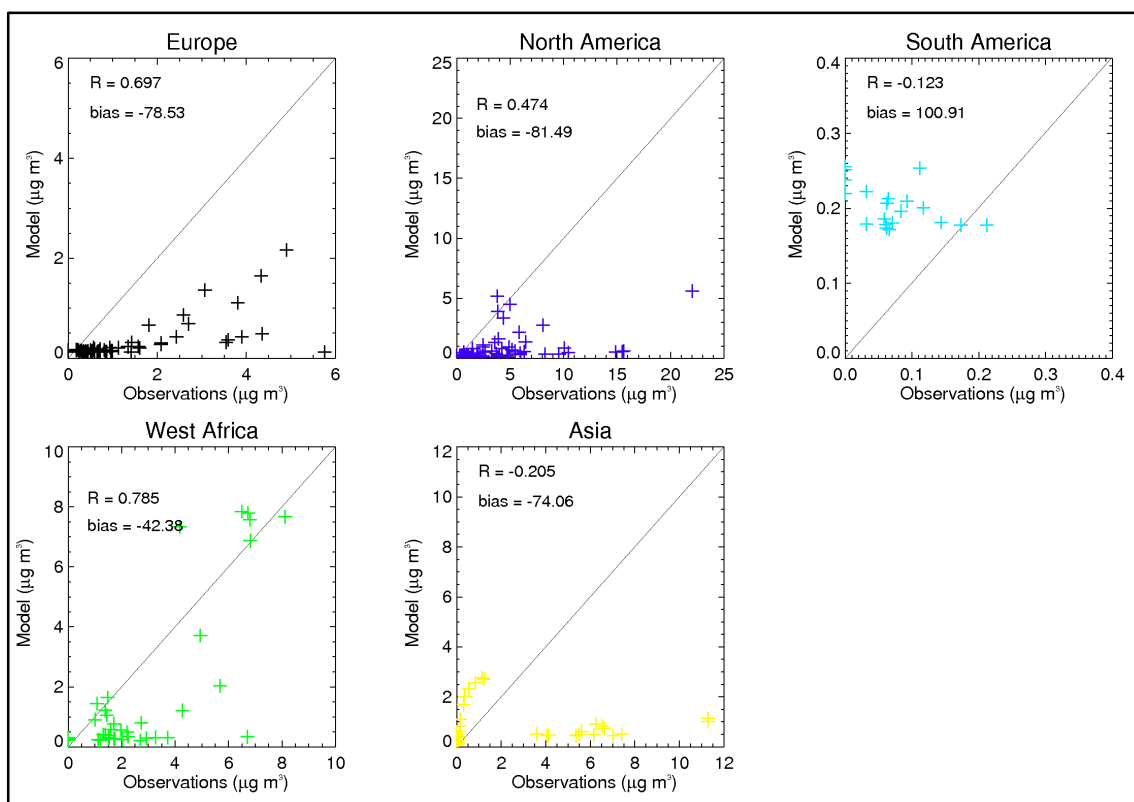 Europe
R = 0.697
bias = -78.53
6
4
2
0
0 2 4 6
Model (μg m³)
Observations (μg m³)
North America
R = 0.474
bias = -81.49
25
20
15
10
5
0
0 5 10 15 20 25
Model (μg m³)
Observations (μg m³)
South America
R = -0.123
bias = 100.91
0.4
0.3
0.2
0.1
0.0
0.0 0.1 0.2 0.3 0.4
Model (μg m³)
Observations (μg m³)
West Africa
R = 0.785
bias = -42.38
10
8
6
4
2
0
0 2 4 6 8 10
Model (μg m³)
Observations (μg m³)
Asia
R = -0.205
bias = -74.06
12
10
8
6
4
2
0
0 2 4 6 8 10 12
Model (μg m³)
Observations (μg m³)